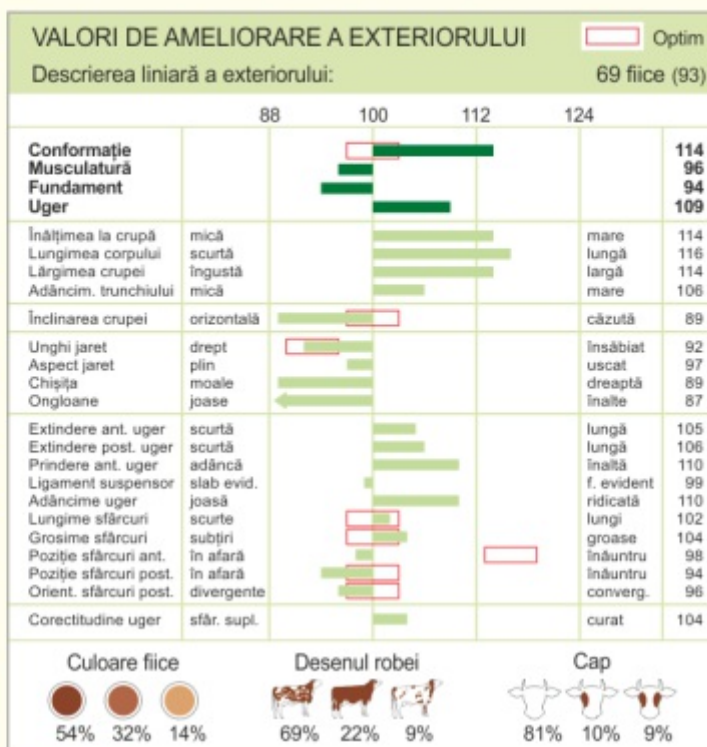 VALORI DE AMELIORARE A EXTERIORULUI Optim
Descrierea liniară a exteriorului: 69 fiice (93)
88 100 112 124
Conformație 114
Musculatură 96
Fundament 94
Uger 109
Înălțimea la crupă mică mare 114
Lungimea corpului scurtă lungă 116
Lărgimea crupei îngustă largă 114
Adâncim. trunchiului mică mare 106
Înclinarea crupei orizontală căzută 89
Unghi jaret drept însăbiat 92
Aspect jaret plin uscat 97
Chișița moale dreaptă 89
Ongloane joase înalte 87
Extindere ant. uger scurtă lungă 105
Extindere post. uger scurtă lungă 106
Prindere ant. uger adâncă înaltă 110
Ligament suspensor slab evid. f. evident 99
Adâncime uger joasă ridicată 110
Lungime sfârcuri scurte lungi 102
Grosime sfârcuri subțiri groase 104
Poziție sfârcuri ant. în afară înăuntru 98
Poziție sfârcuri post. în afară înăuntru 94
Orient. sfârcuri post. divergente converg. 96
Corectitudine uger sfâr. supl. curat 104
Culoare fiice Desenul robei Cap
54% 32% 14% 69% 22% 9% 81% 10% 9%